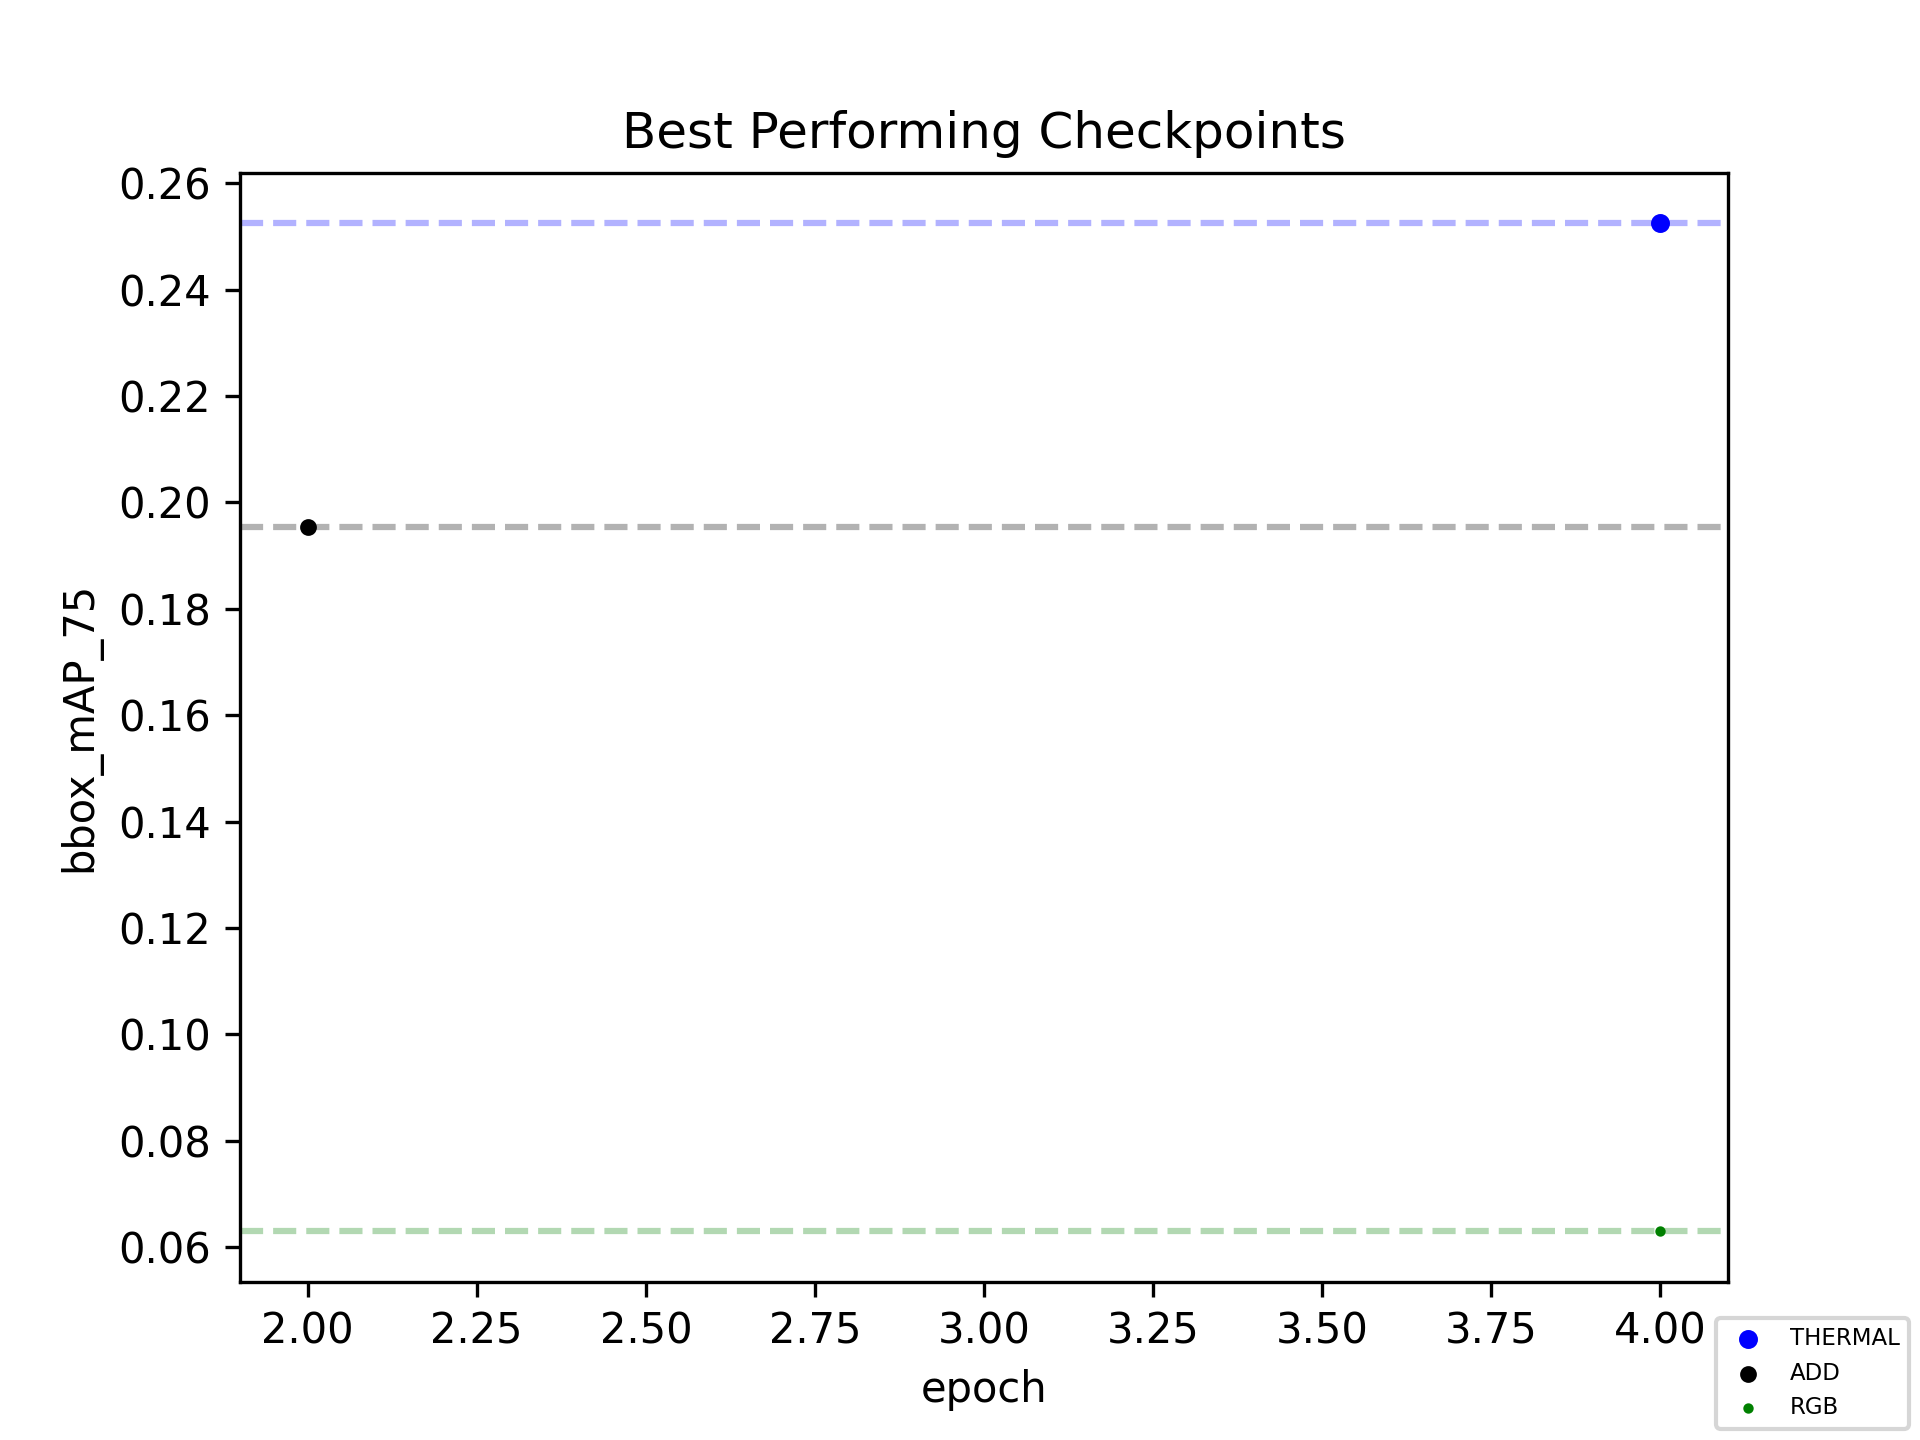 Best Performing Checkpoints
0.26
0.24
0.22
0.20
0.18
0.16
0.14
0.12
0.10
0.08
0.06
bbox_mAP_75
2.00 2.25 2.50 2.75 3.00 3.25 3.50 3.75 4.00
epoch
THERMAL
ADD
RGB